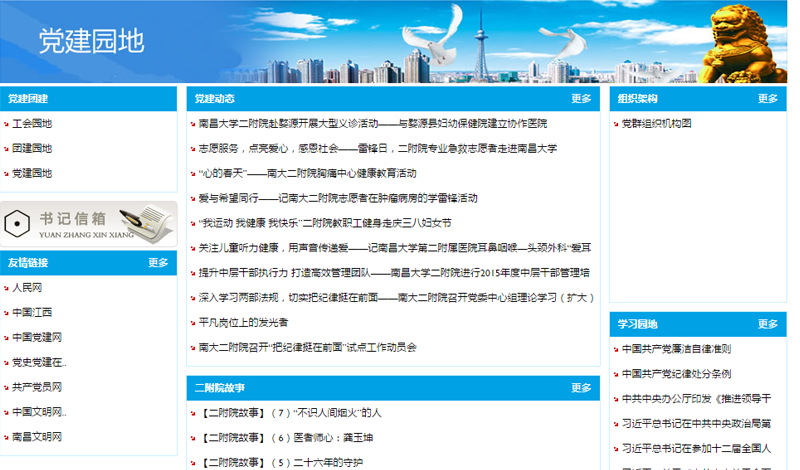 党建园地
党建团建
工会园地
团建园地
党建园地
书记信箱
YUAN ZHANG XIN XIANG
友情链接 更多
人民网
中国江西
中国党建网
党史党建在..
共产党员网
中国文明网..
南昌文明网
党建动态 更多
南昌大学二附院赴婺源开展大型义诊活动——与婺源县妇幼保健院建立协作医院
志愿服务，点亮爱心，感恩社会——雷锋日，二附院专业急救志愿者走进南昌大学
“心的春天”——南大二附院胸痛中心健康教育活动
爱与希望同行——记南大二附院志愿者在肿瘤病房的学雷锋活动
“我运动 我健康 我快乐”二附院教职工健身走庆三八妇女节
关注儿童听力健康，用声音传递爱——记南昌大学第二附属医院耳鼻咽喉—头颈外科“爱耳
提升中层干部执行力 打造高效管理团队——南昌大学二附院进行2015年度中层干部管理培
深入学习两部法规，切实把纪律挺在前面——南大二附院召开党委中心组理论学习（扩大）
平凡岗位上的发光者
南大二附院召开“把纪律挺在前面”试点工作动员会
二附院故事 更多
【二附院故事】（7）“不识人间烟火”的人
【二附院故事】（6）医者师心：龚玉坤
【二附院故事】（5）二十六年的守护
组织架构 更多
党群组织机构图
学习园地 更多
中国共产党廉洁自律准则
中国共产党纪律处分条例
中共中央办公厅印发《推进领导干
习近平总书记在中共中央政治局第
习近平总书记在参加十二届全国人